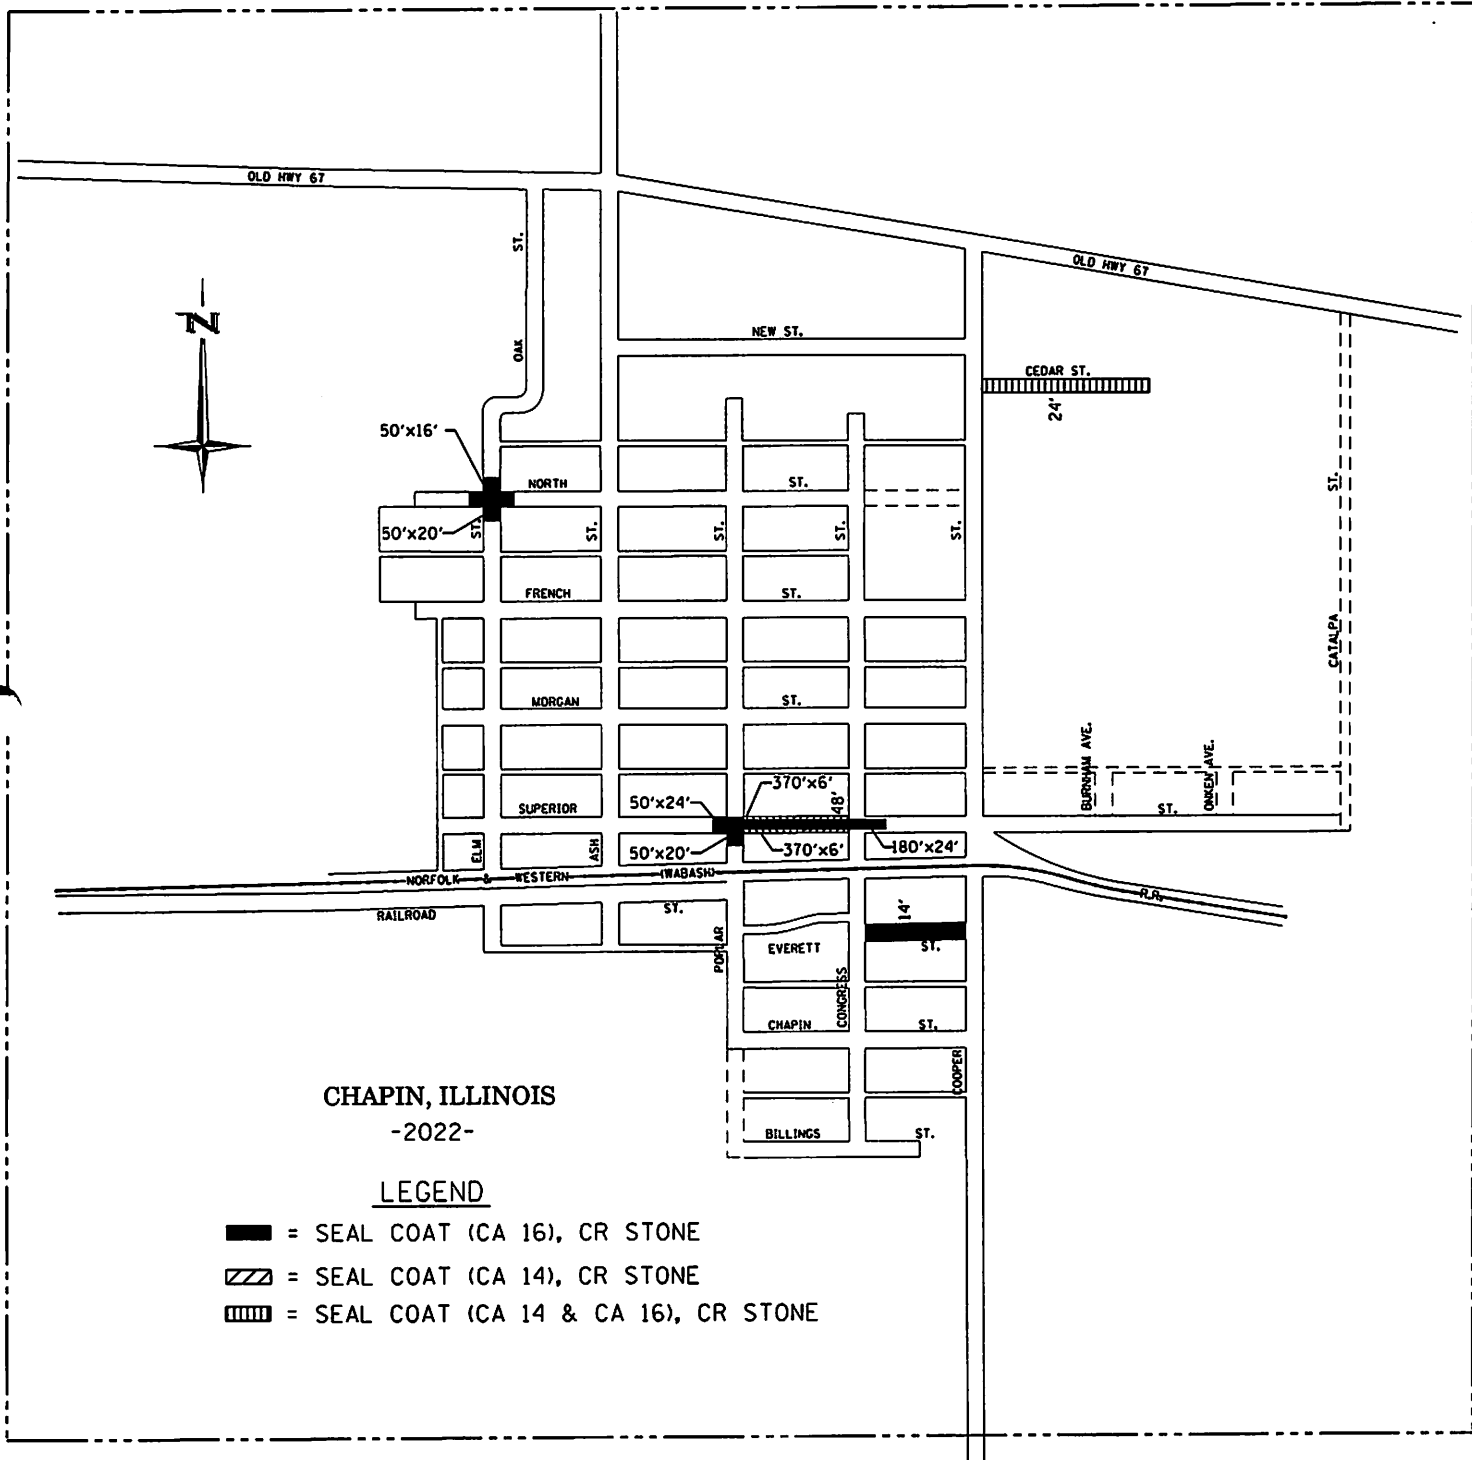 OLD HWY 67
ST.
OLD HWY 67
N
NEW ST.
OAK
CEDAR ST.
24'
50'x16'
NORTH ST.
ST.
50'x20'
ST.
ST.
ST.
ST.
ST.
FRENCH ST.
CATALPA
MORGAN ST.
BURNHAM AVE.
ONKEN AVE.
370'x6'
48'
50'x24'
SUPERIOR
ST.
50'x20'
370'x6'
180'x24'
ELM
ASH
NORFOLK & WESTERN (WABASH)
R.R.
RAILROAD ST.
14'
POPLAR
EVERETT ST.
CONGRESS
CHAPIN ST.
COOPER
CHAPIN, ILLINOIS
-2022-
BILLINGS ST.
LEGEND
= SEAL COAT (CA 16), CR STONE
= SEAL COAT (CA 14), CR STONE
= SEAL COAT (CA 14 & CA 16), CR STONE